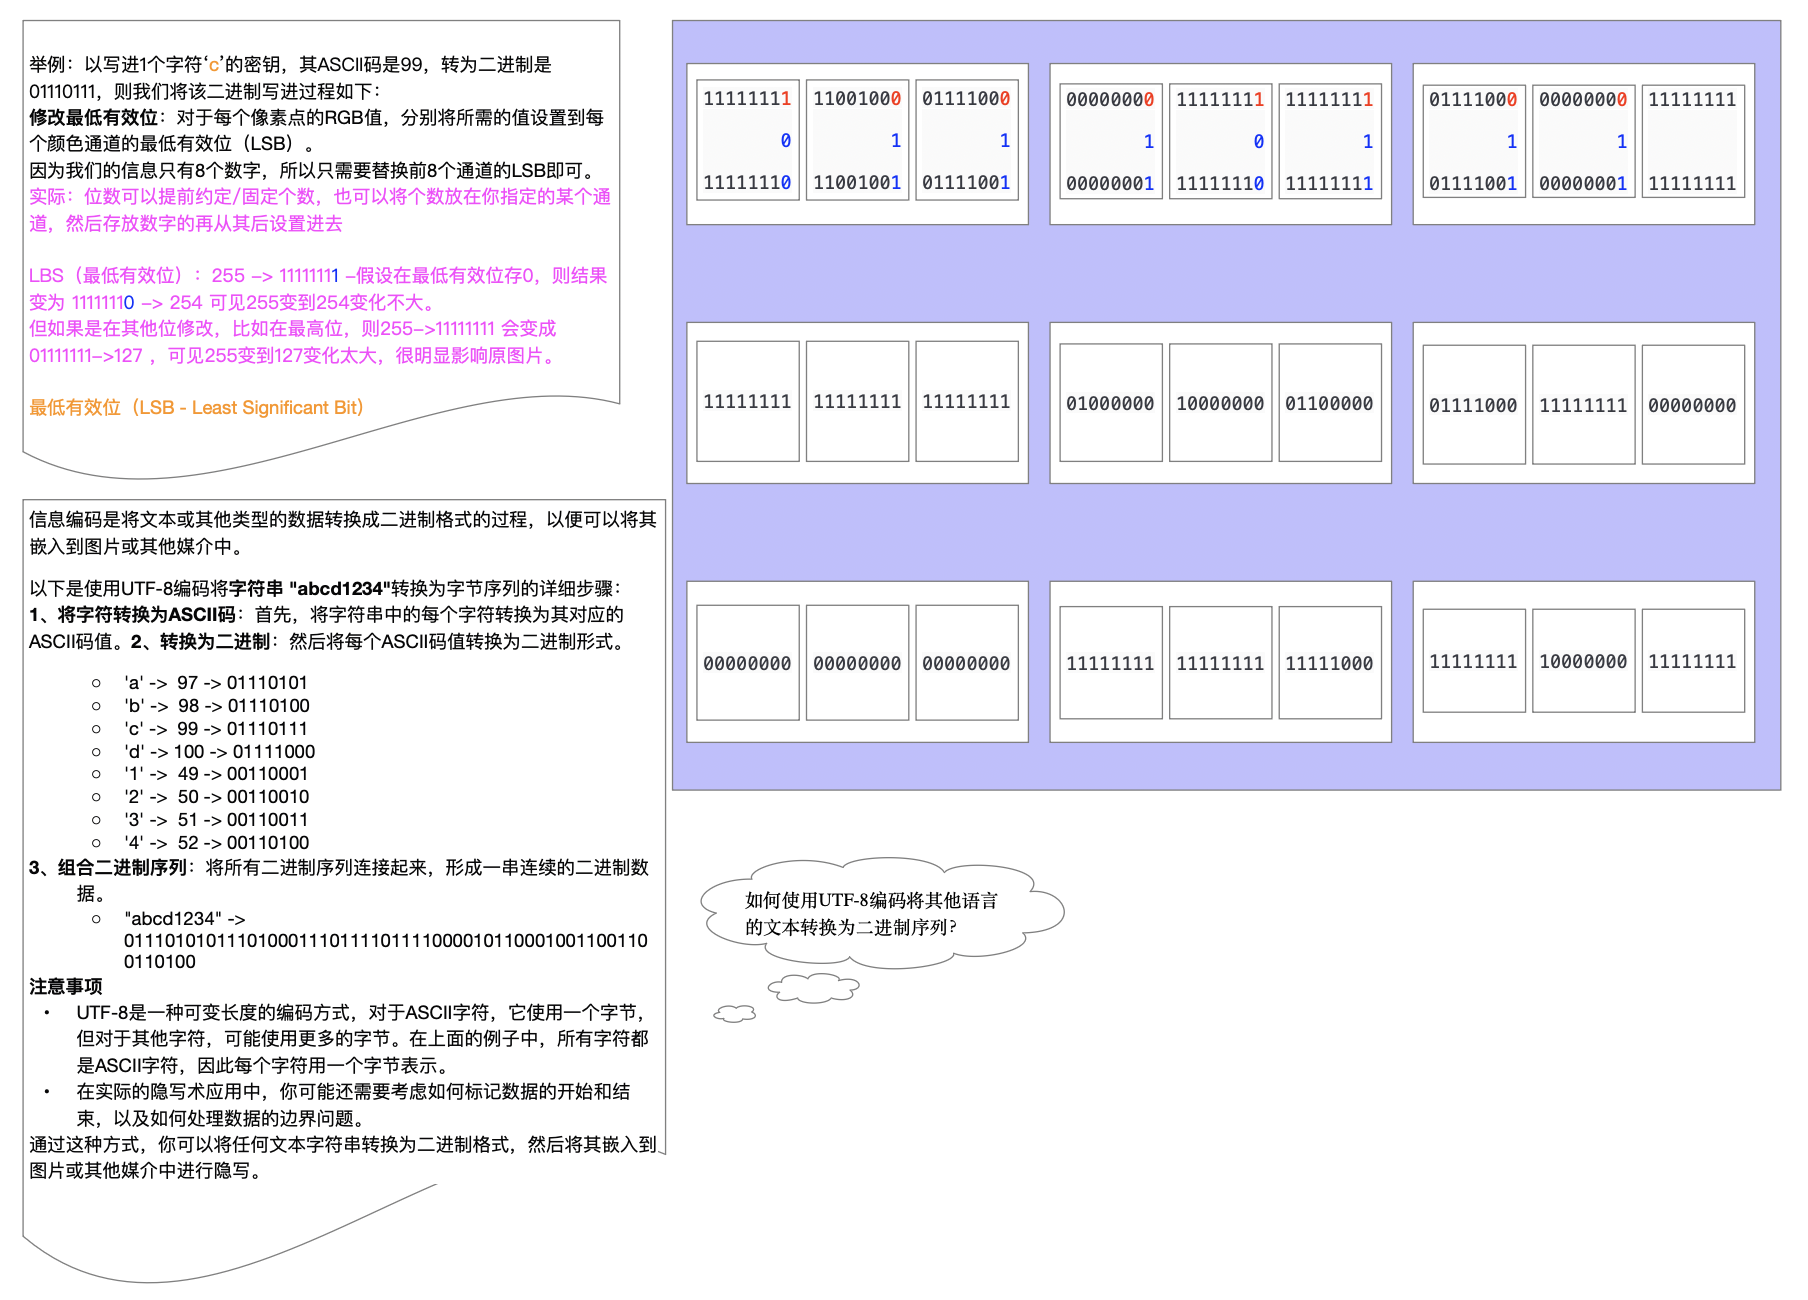 举例：以写进1个字符‘c’的密钥，其ASCII码是99，转为二进制是
01110111，则我们将该二进制写进过程如下：
修改最低有效位：对于每个像素点的RGB值，分别将所需的值设置到每
个颜色通道的最低有效位（LSB）。
因为我们的信息只有8个数字，所以只需要替换前8个通道的LSB即可。
实际：位数可以提前约定/固定个数，也可以将个数放在你指定的某个通
道，然后存放数字的再从其后设置进去
LBS（最低有效位）：255 -> 11111111 -假设在最低有效位存0，则结果
变为 11111110 -> 254 可见255变到254变化不大。
但如果是在其他位修改，比如在最高位，则255->11111111 会变成
01111111->127 ，可见255变到127变化太大，很明显影响原图片。
最低有效位（LSB - Least Significant Bit）
信息编码是将文本或其他类型的数据转换成二进制格式的过程，以便可以将其
嵌入到图片或其他媒介中。
以下是使用UTF-8编码将字符串 "abcd1234"转换为字节序列的详细步骤：
1、将字符转换为ASCII码：首先，将字符串中的每个字符转换为其对应的
ASCII码值。2、转换为二进制：然后将每个ASCII码值转换为二进制形式。
○ 'a' -> 97 -> 01110101
○ 'b' -> 98 -> 01110100
○ 'c' -> 99 -> 01110111
○ 'd' -> 100 -> 01111000
○ '1' -> 49 -> 00110001
○ '2' -> 50 -> 00110010
○ '3' -> 51 -> 00110011
○ '4' -> 52 -> 00110100
3、组合二进制序列：将所有二进制序列连接起来，形成一串连续的二进制数
据。
○ "abcd1234" ->
0111010101110100011101111011110000101100010011001100
0110100
注意事项
• UTF-8是一种可变长度的编码方式，对于ASCII字符，它使用一个字节，
但对于其他字符，可能使用更多的字节。在上面的例子中，所有字符都
是ASCII字符，因此每个字符用一个字节表示。
• 在实际的隐写术应用中，你可能还需要考虑如何标记数据的开始和结
束，以及如何处理数据的边界问题。
通过这种方式，你可以将任何文本字符串转换为二进制格式，然后将其嵌入到
图片或其他媒介中进行隐写。
11111111 11001000 01111000 00000000 11111111 11111111 01111000 00000000 11111111
0 1 1 1 0 1 1 1
11111110 11001001 01111001 00000001 11111110 11111111 01111001 00000001 11111111
11111111 11111111 11111111 01000000 10000000 01100000 01111000 11111111 00000000
00000000 00000000 00000000 11111111 11111111 11111000 11111111 10000000 11111111
如何使用UTF-8编码将其他语言
的文本转换为二进制序列？